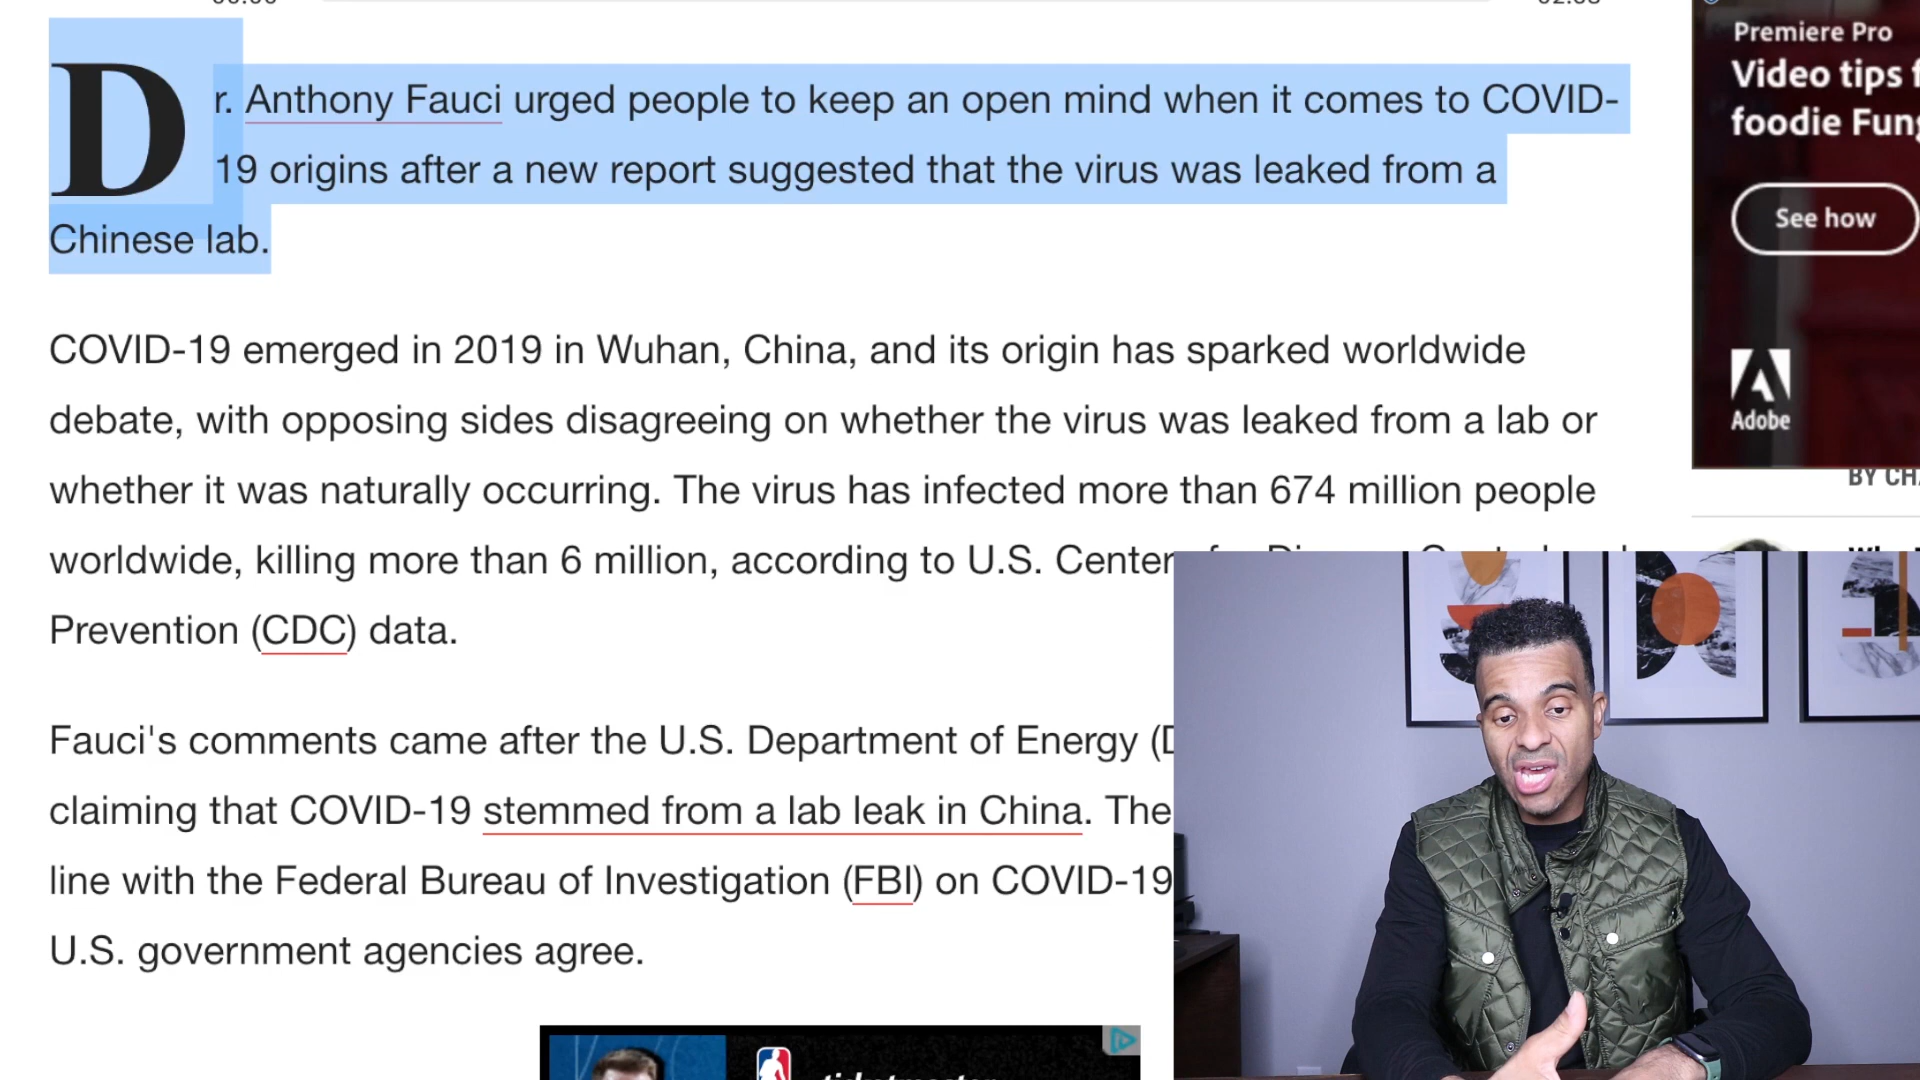 Dr. Anthony Fauci urged people to keep an open mind when it comes to COVID-
19 origins after a new report suggested that the virus was leaked from a
Chinese lab.
COVID-19 emerged in 2019 in Wuhan, China, and its origin has sparked worldwide
debate, with opposing sides disagreeing on whether the virus was leaked from a lab or
whether it was naturally occurring. The virus has infected more than 674 million people
worldwide, killing more than 6 million, according to U.S. Center
Prevention (CDC) data.
Fauci's comments came after the U.S. Department of Energy (D
claiming that COVID-19 stemmed from a lab leak in China. The
line with the Federal Bureau of Investigation (FBI) on COVID-19
U.S. government agencies agree.
Premiere Pro
Video tips f
foodie Fung
See how
Adobe
BY CH
ticketmaster